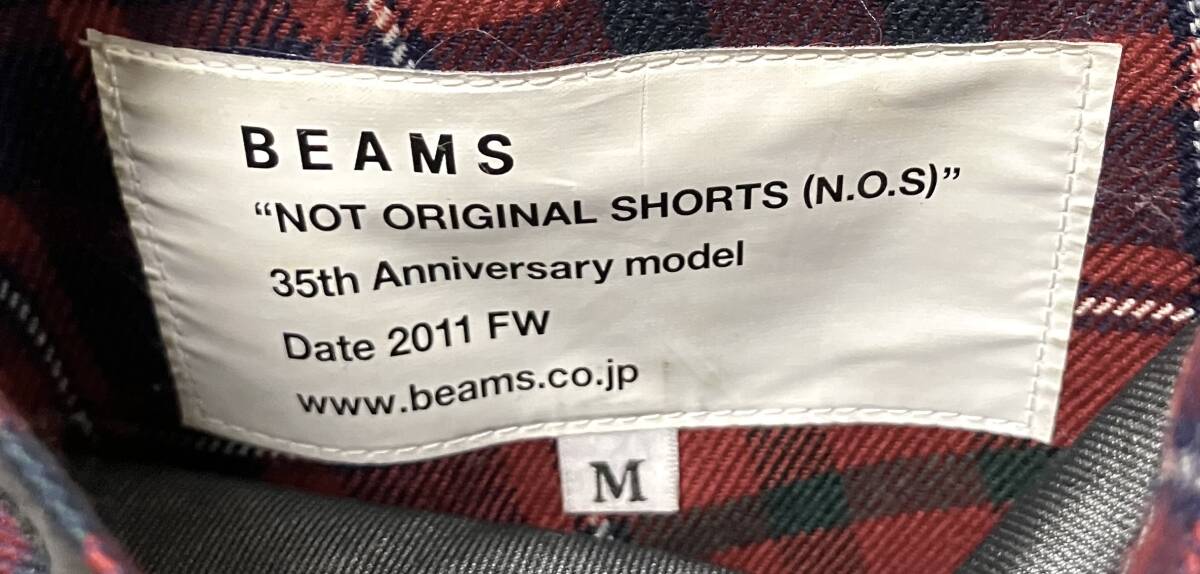 BEAMS
“NOT ORIGINAL SHORTS (N.O.S)”
35th Anniversary model
Date 2011 FW
www.beams.co.jp
M